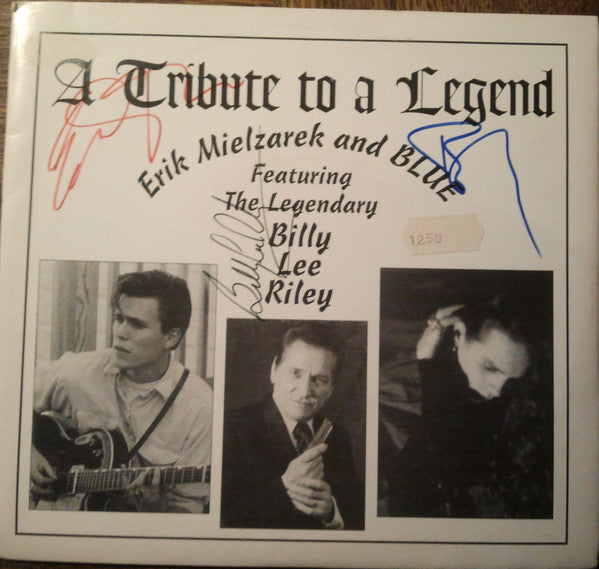 A Tribute to a Legend
Erik Mielzarek and BLUE
Featuring
The Legendary
Billy
Lee
Riley
1250